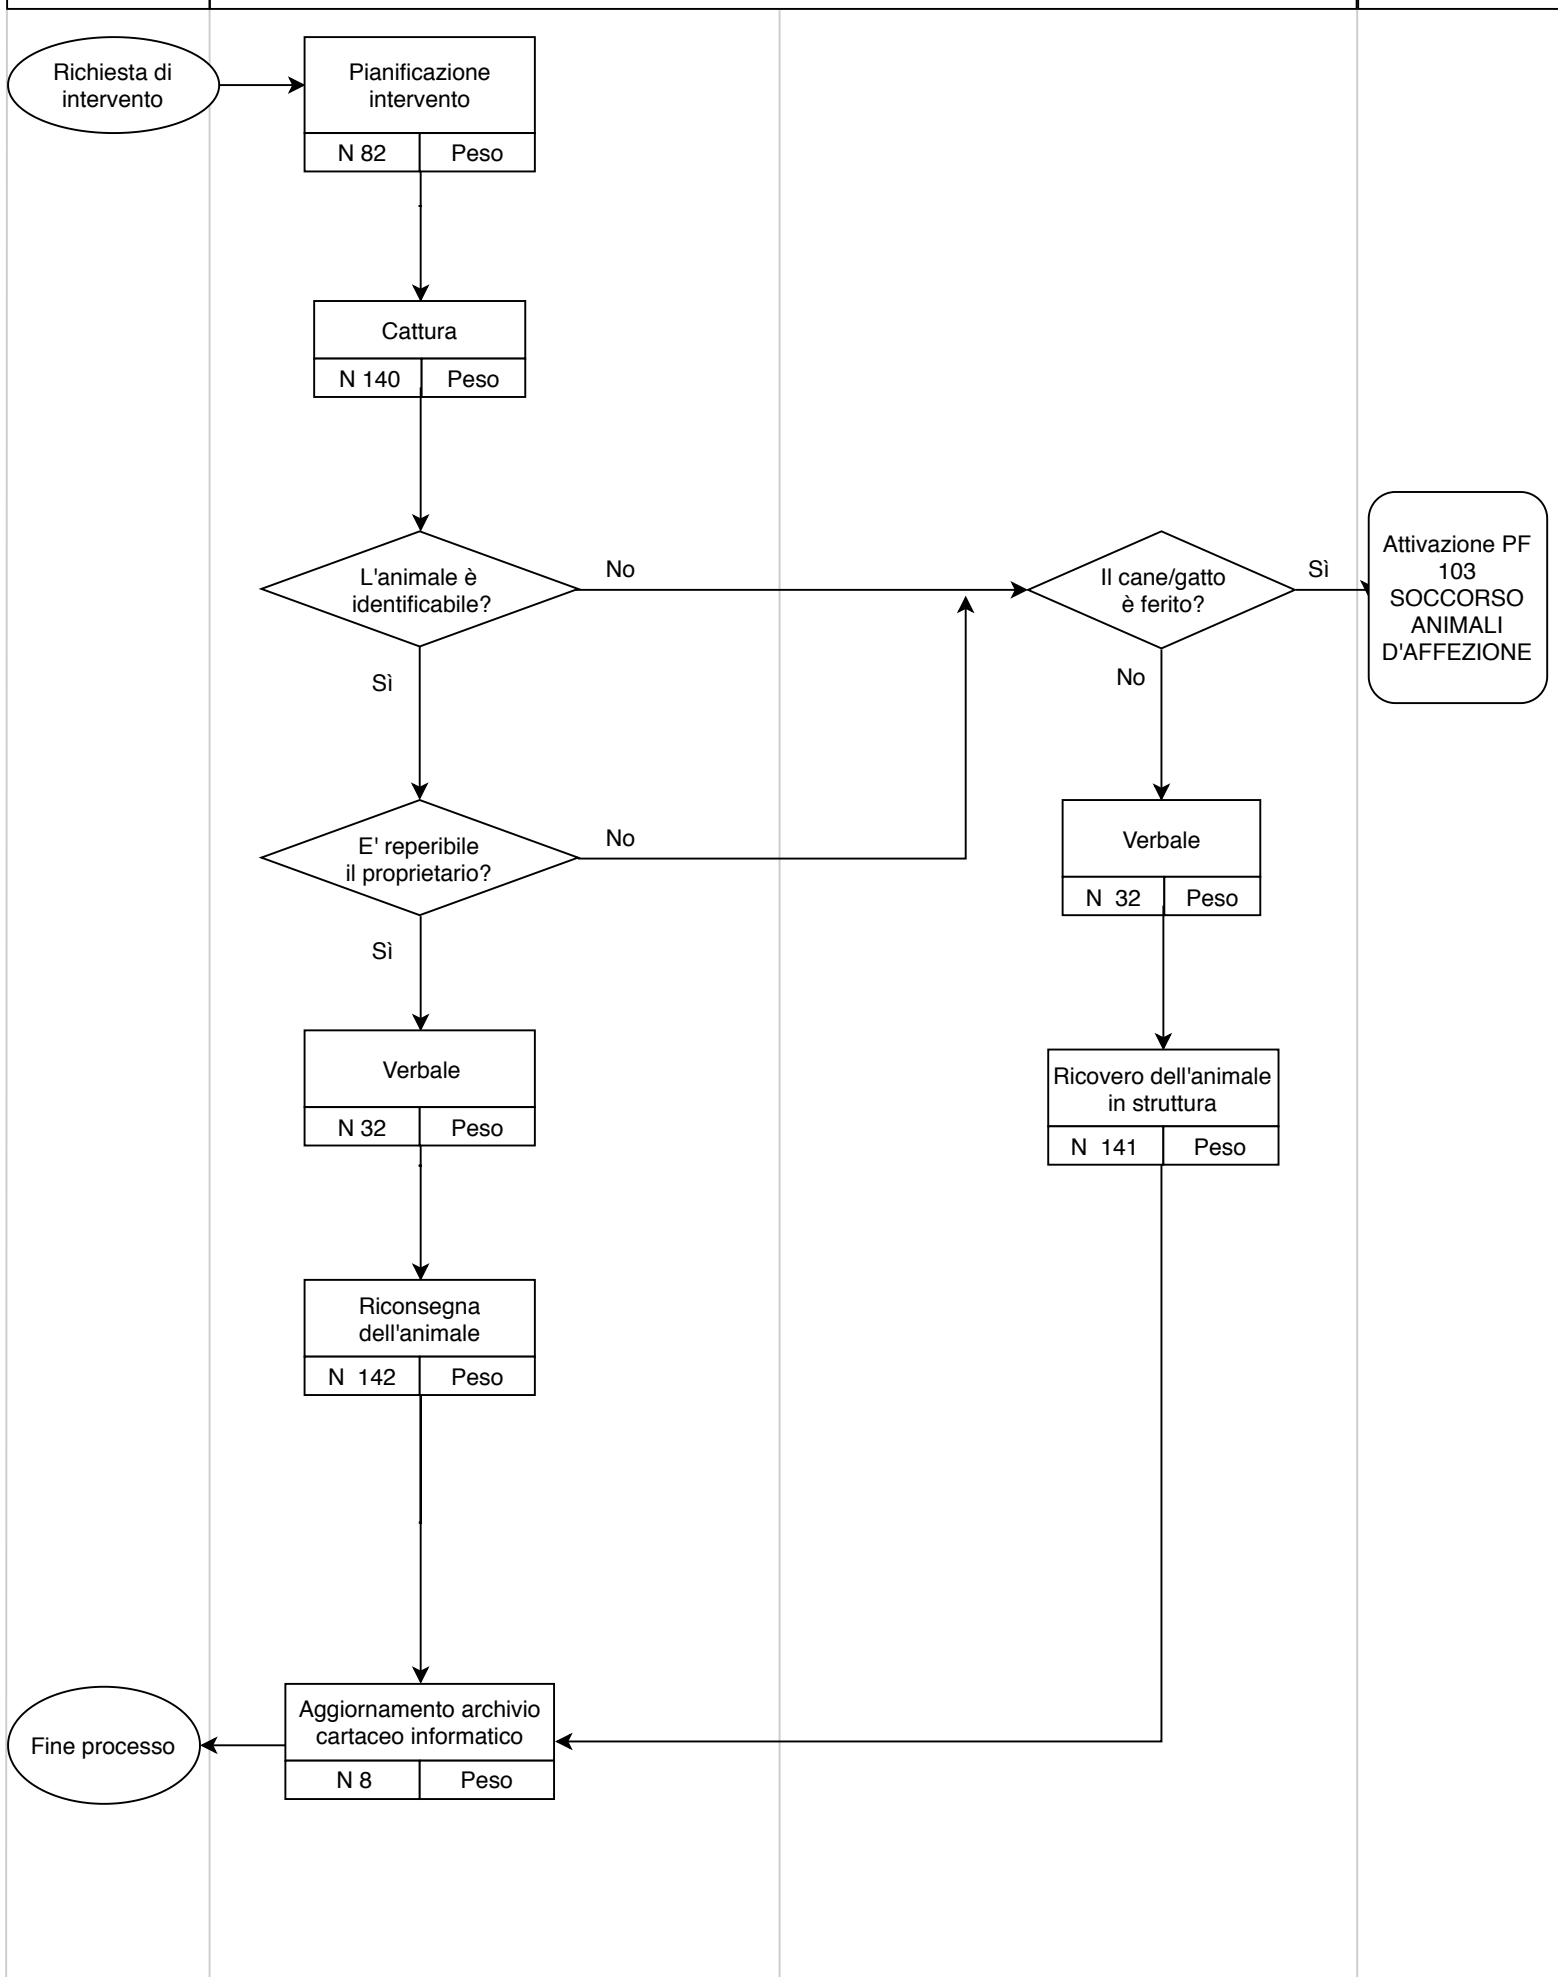 Richiesta di
intervento
Pianificazione
intervento
N 82
Peso
Cattura
N 140
Peso
L'animale è
identificabile?
No
Il cane/gatto
è ferito?
Sì
Attivazione PF
103
SOCCORSO
ANIMALI
D'AFFEZIONE
Sì
No
E' reperibile
il proprietario?
No
Verbale
N  32
Peso
Sì
Verbale
N 32
Peso
Ricovero dell'animale
in struttura
N  141
Peso
Riconsegna
dell'animale
N  142
Peso
Aggiornamento archivio
cartaceo informatico
N 8
Peso
Fine processo